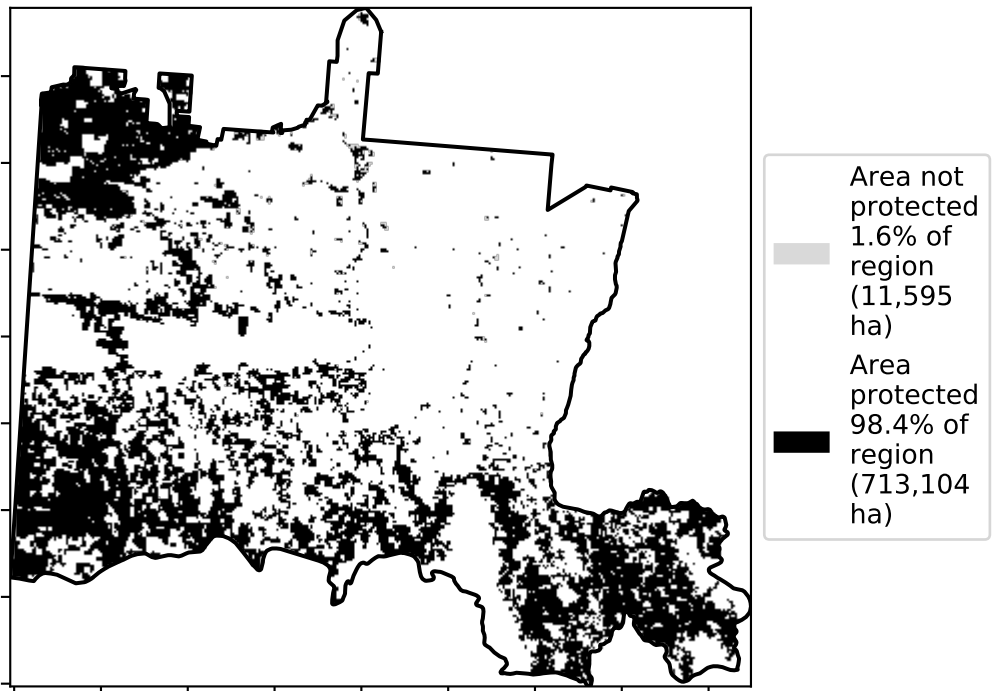 Area not
protected
1.6% of
region
(11,595
ha)
Area
protected
98.4% of
region
(713,104
ha)